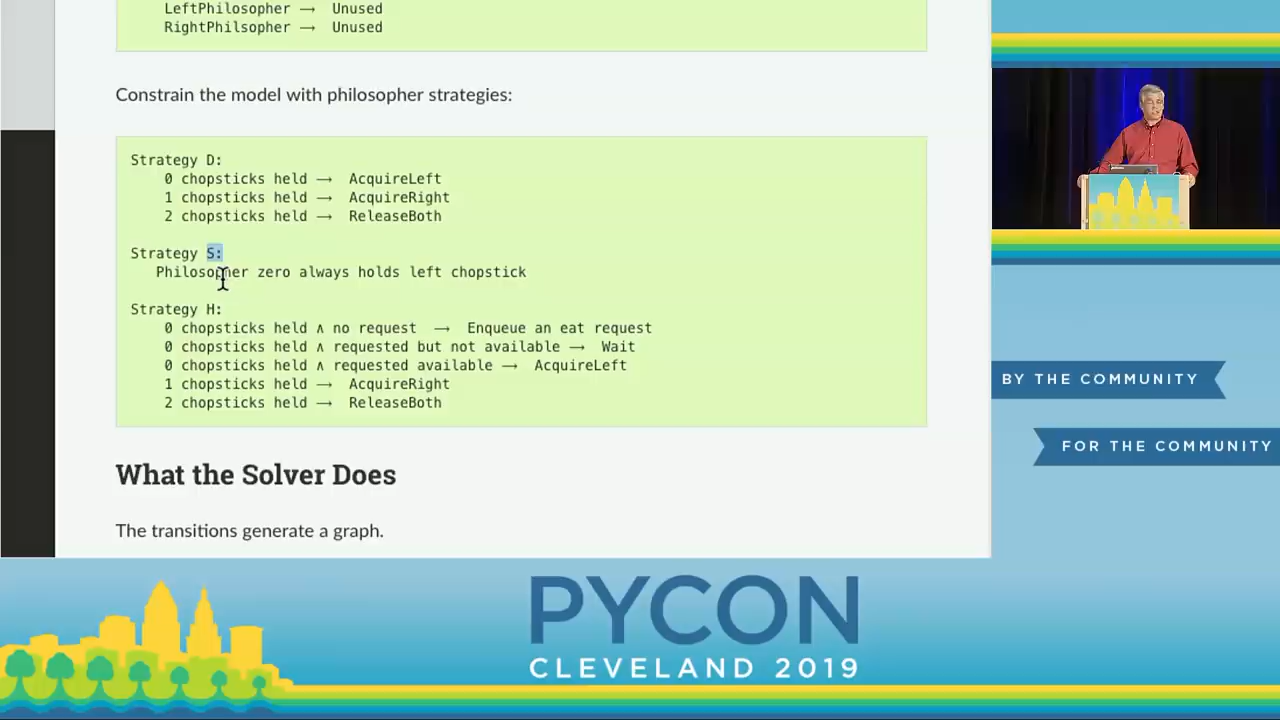 LeftPhilosopher → Unused
RightPhilsopher → Unused
Constrain the model with philosopher strategies:
Strategy D:
0 chopsticks held → AcquireLeft
1 chopsticks held → AcquireRight
2 chopsticks held → ReleaseBoth
Strategy S:
Philosopher zero always holds left chopstick
Strategy H:
0 chopsticks held ∧ no request → Enqueue an eat request
0 chopsticks held ∧ requested but not available → Wait
0 chopsticks held ∧ requested available → AcquireLeft
1 chopsticks held → AcquireRight
2 chopsticks held → ReleaseBoth
What the Solver Does
The transitions generate a graph.
BY THE COMMUNITY
FOR THE COMMUNITY
PYCON
CLEVELAND 2019